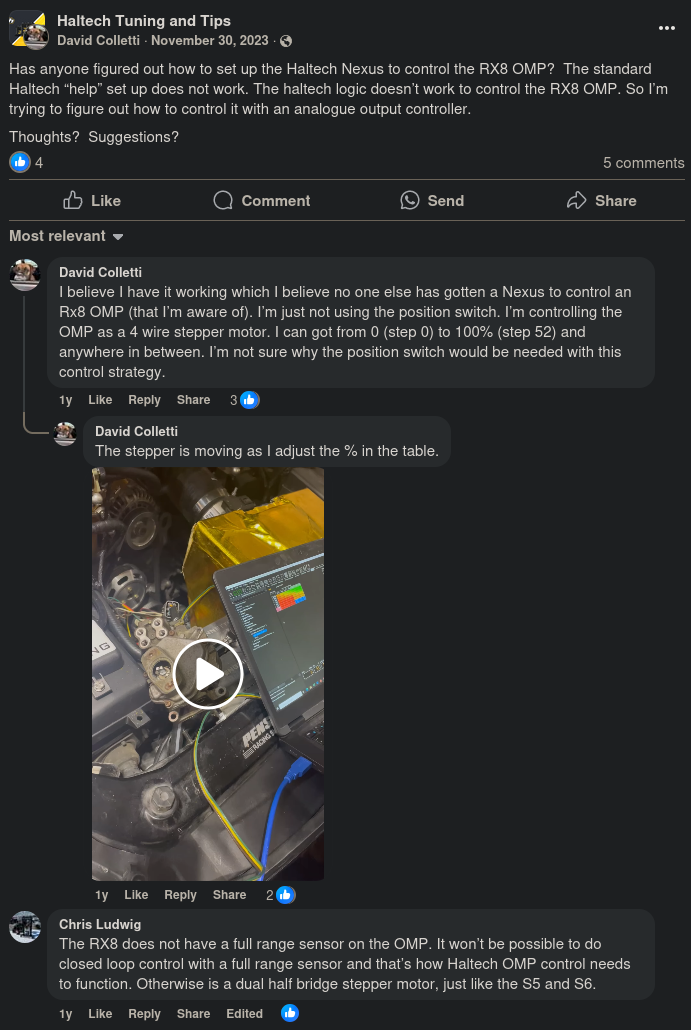 Haltech Tuning and Tips
David Colletti · November 30, 2023 ·
Has anyone figured out how to set up the Haltech Nexus to control the RX8 OMP?  The standard
Haltech “help” set up does not work. The haltech logic doesn’t work to control the RX8 OMP. So I’m
trying to figure out how to control it with an analogue output controller.
Thoughts?  Suggestions?
4
5 comments
Like
Comment
Send
Share
Most relevant
David Colletti
I believe I have it working which I believe no one else has gotten a Nexus to control an
Rx8 OMP (that I’m aware of). I’m just not using the position switch. I’m controlling the
OMP as a 4 wire stepper motor. I can got from 0 (step 0) to 100% (step 52) and
anywhere in between. I’m not sure why the position switch would be needed with this
control strategy.
1y Like Reply Share 3
David Colletti
The stepper is moving as I adjust the % in the table.
1y Like Reply Share 2
Chris Ludwig
The RX8 does not have a full range sensor on the OMP. It won’t be possible to do
closed loop control with a full range sensor and that’s how Haltech OMP control needs
to function. Otherwise is a dual half bridge stepper motor, just like the S5 and S6.
1y Like Reply Share Edited